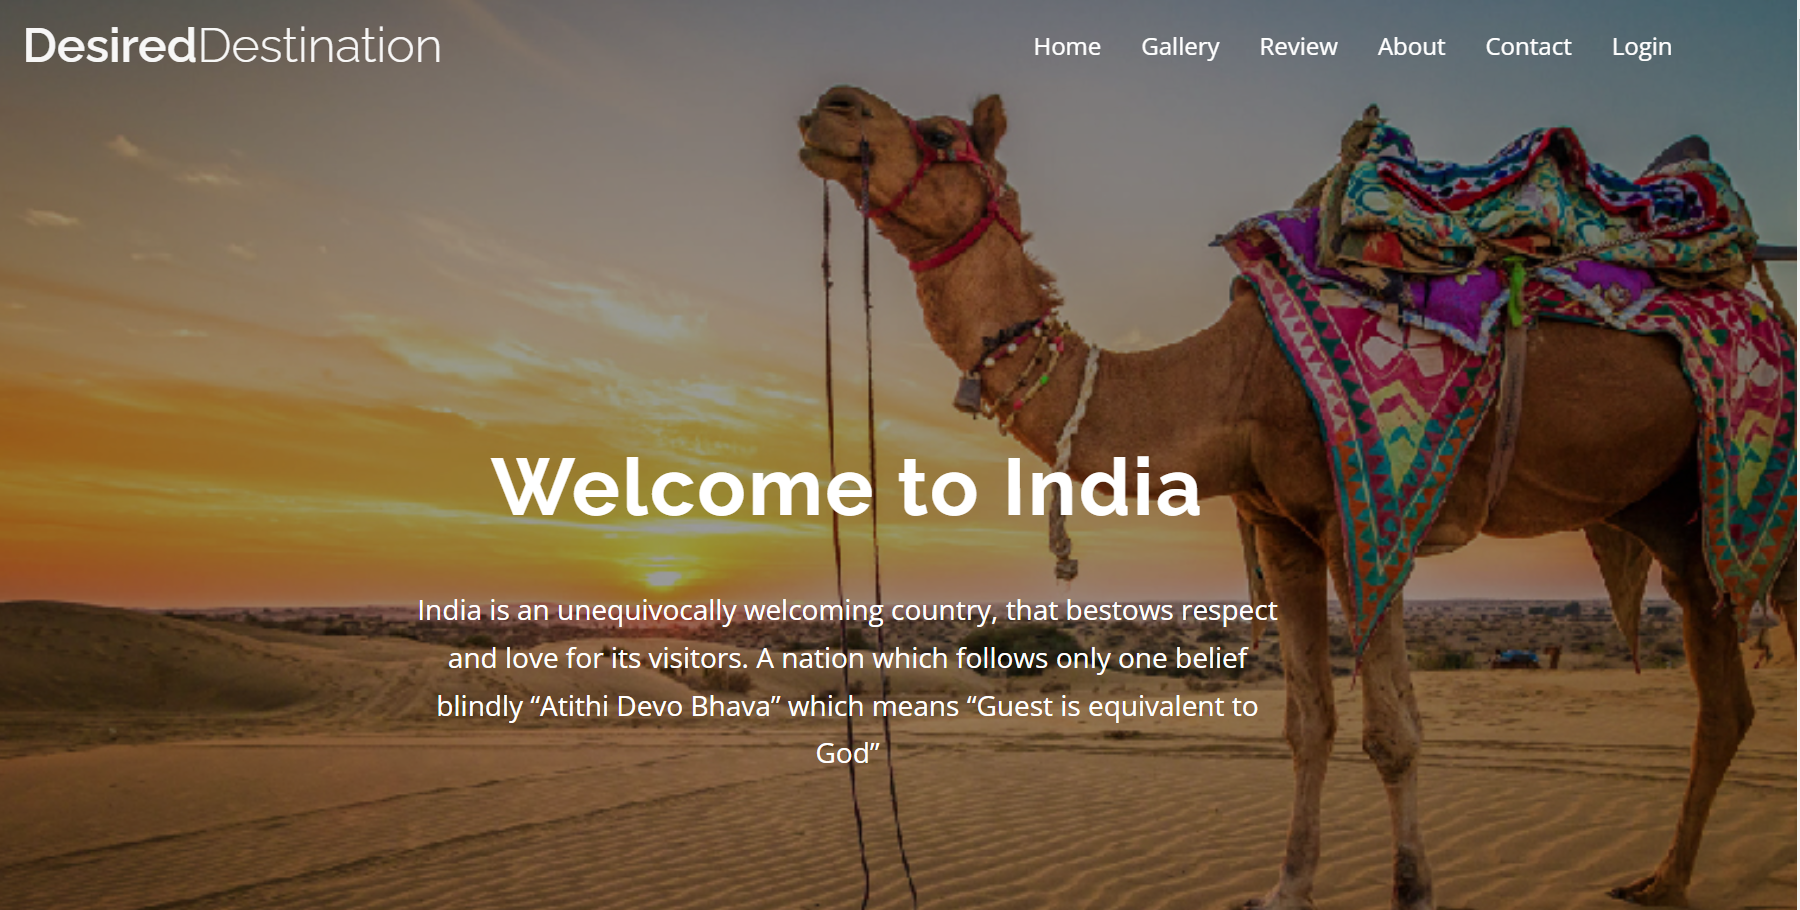 DesiredDestination
Home Gallery Review About Contact Login
Welcome to India
India is an unequivocally welcoming country, that bestows respect
and love for its visitors. A nation which follows only one belief
blindly “Atithi Devo Bhava” which means “Guest is equivalent to
God”